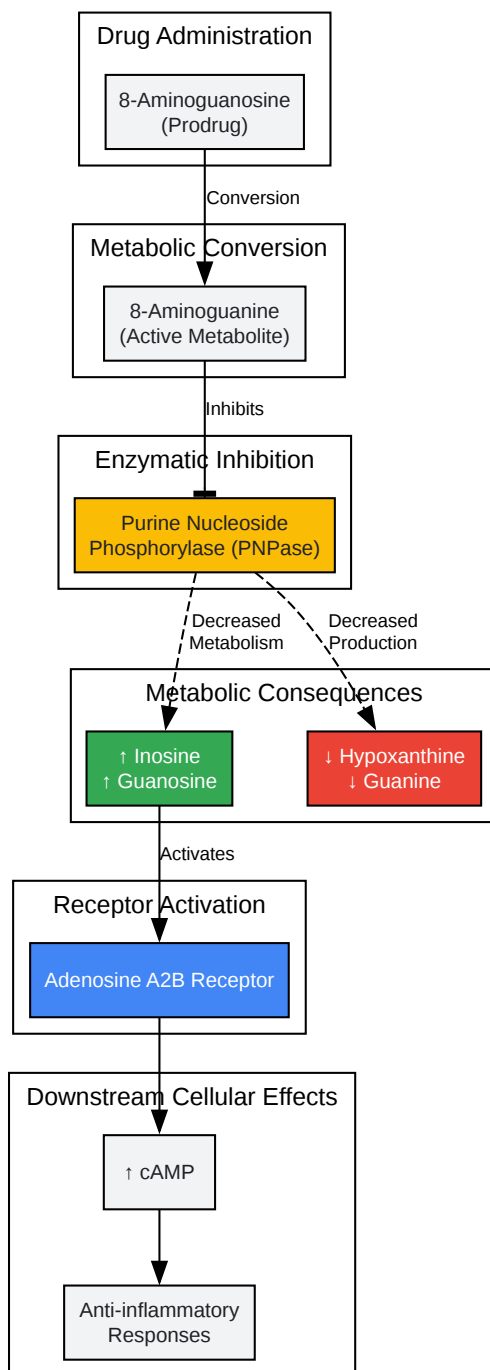 Drug Administration
8-Aminoguanosine
(Prodrug)
Conversion
Metabolic Conversion
8-Aminoguanine
(Active Metabolite)
Inhibits
Enzymatic Inhibition
Purine Nucleoside
Phosphorylase (PNPase)
Decreased
Metabolism
Decreased
Production
Metabolic Consequences
↑ Inosine
↑ Guanosine
↓ Hypoxanthine
↓ Guanine
Activates
Receptor Activation
Adenosine A2B Receptor
Downstream Cellular Effects
↑ cAMP
Anti-inflammatory
Responses